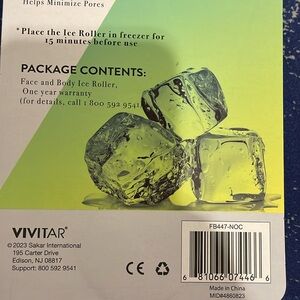 Helps Minimize Pores
*Place the Ice Roller in freezer for
15 minutes before use
PACKAGE CONTENTS:
Face and Body Ice Roller,
One year warranty
(for details, call 1 800 592 9541
VIVITAR®
©2023 Sakar International
195 Carter Drive
Edison, NJ 08817
Support: 800 592 9541
CE
FB447-NOC
6 81066 07446 6
Made in China
MID#44860823